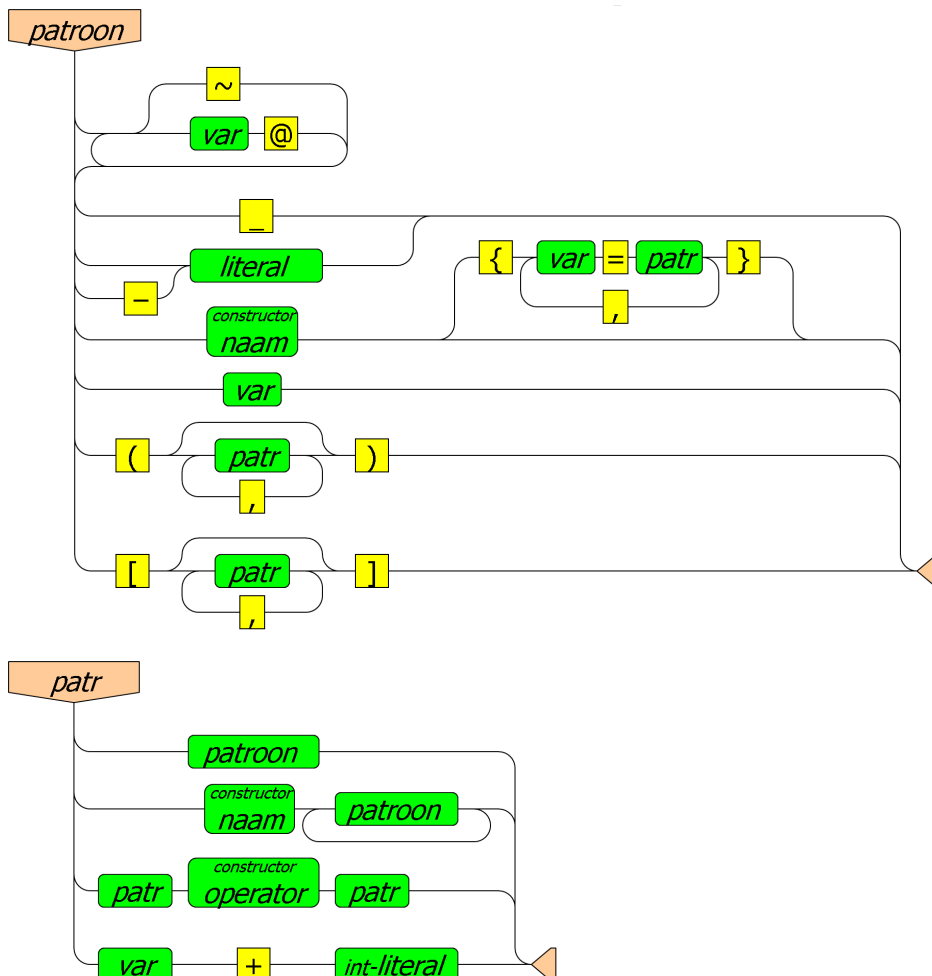 patroon
~
var @
_
{ var = patr }
literal
− ,
constructor
naam
var
( patr )
,
[ patr ]
,
patr
patroon
constructor
naam patroon
constructor
patr operator patr
var + int-literal